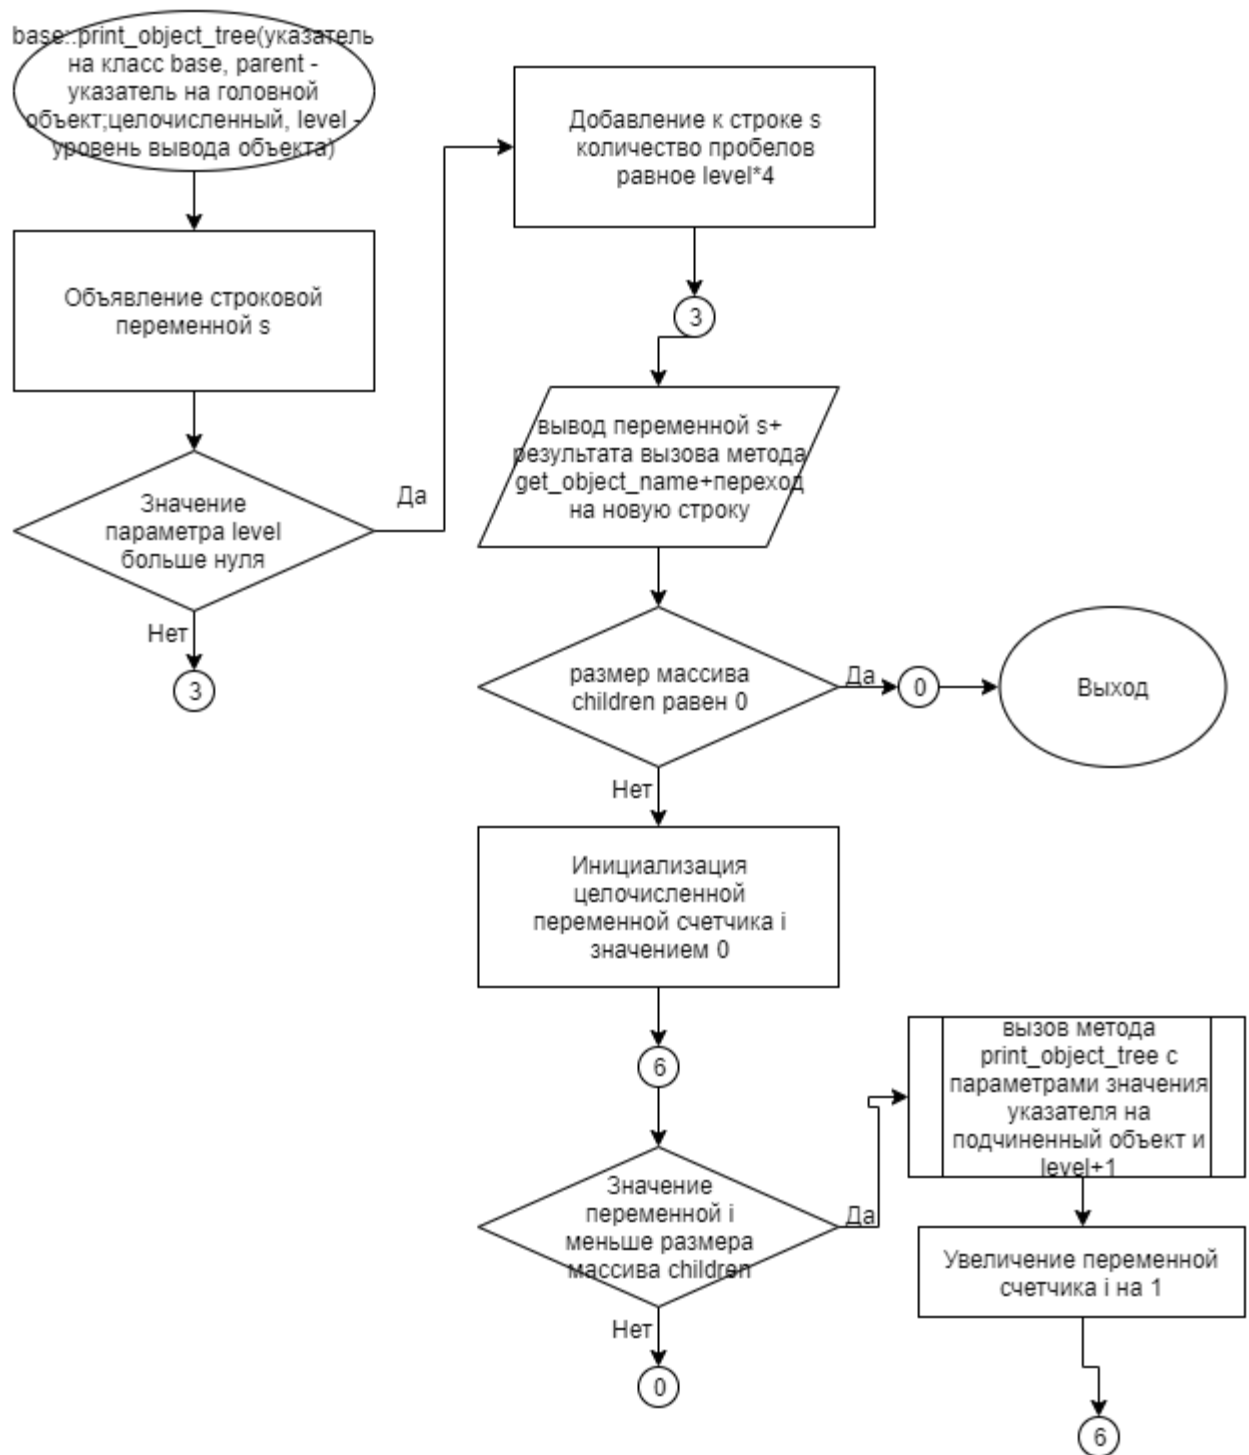 base::print_object_tree(указатель
на класс base, parent -
указатель на головной
объект;целочисленный, level -
уровень вывода объекта)
Объявление строковой
переменной s
Значение
параметра level
больше нуля
Да
Нет
3
Добавление к строке s
количество пробелов
равное level*4
3
вывод переменной s+
результата вызова метода
get_object_name+переход
на новую строку
размер массива
children равен 0
Да
0
Выход
Нет
Инициализация
целочисленной
переменной счетчика i
значением 0
6
Значение
переменной i
меньше размера
массива children
Да
Нет
0
вызов метода
print_object_tree с
параметрами значения
указателя на
подчиненный объект и
level+1
Увеличение переменной
счетчика i на 1
6